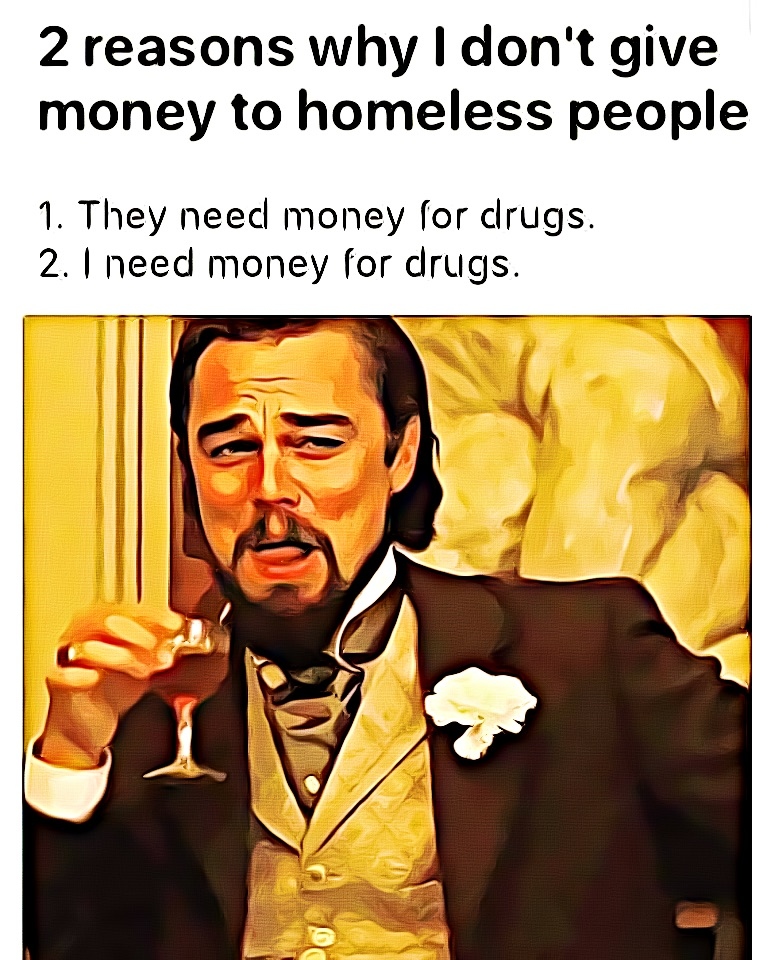 2 reasons why I don't give
money to homeless people
1. They need money for drugs.
2. I need money for drugs.